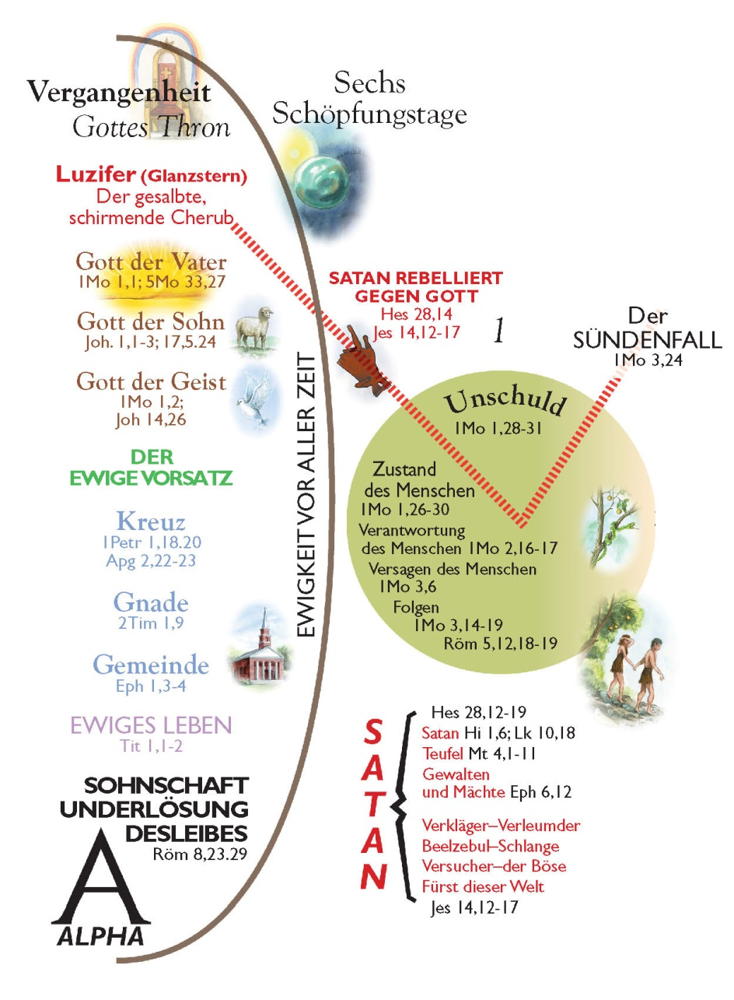 Vergangenheit
Gottes Thron
Luzifer (Glanzstern)
Der gesalbte,
schirmende Cherub
Gott der Vater
1Mo 1,1; 5Mo 33,27
Gott der Sohn
Joh. 1,1-3; 17,5.24
Gott der Geist
1Mo 1,2;
Joh 14,26
DER
EWIGE VORSATZ
Kreuz
1Petr 1,18.20
Apg 2,22-23
Gnade
2Tim 1,9
Gemeinde
Eph 1,3-4
EWIGES LEBEN
Tit 1,1-2
SOHNSCHAFT
UNDERLÖSUNG
DESLEIBES
Röm 8,23.29
A
ALPHA
EWIGKEIT VOR ALLER ZEIT
Sechs
Schöpfungstage
SATAN REBELLIERT
GEGEN GOTT
Hes 28,14
Jes 14,12-17
1
Der
SÜNDENFALL
1Mo 3,24
Unschuld
1Mo 1,28-31
Zustand
des Menschen
1Mo 1,26-30
Verantwortung
des Menschen 1Mo 2,16-17
Versagen des Menschen
1Mo 3,6
Folgen
1Mo 3,14-19
Röm 5,12,18-19
SATAN
Hes 28,12-19
Satan Hi 1,6; Lk 10,18
Teufel Mt 4,1-11
Gewalten
und Mächte Eph 6,12
Verkläger–Verleumder
Beelzebul–Schlange
Versucher–der Böse
Fürst dieser Welt
Jes 14,12-17